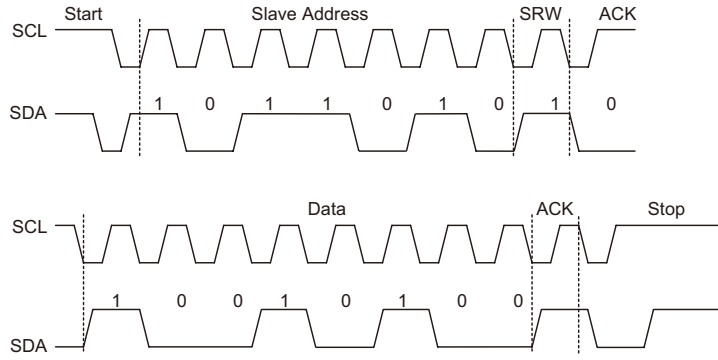 Start Slave Address SRW ACK
SCL
1 0 1 1 0 1 0 1 0
SDA
Data ACK Stop
SCL
1 0 0 1 0 1 0 0
SDA